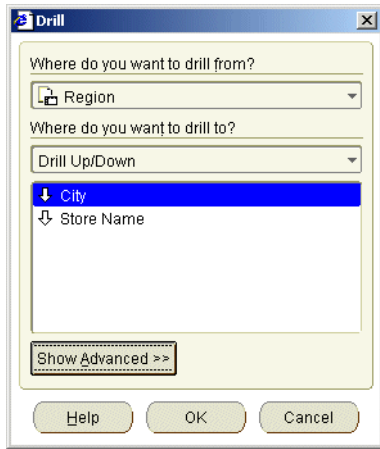 Drill
Where do you want to drill from?
Region
Where do you want to drill to?
Drill Up/Down
City
Store Name
Show Advanced >>
Help OK Cancel